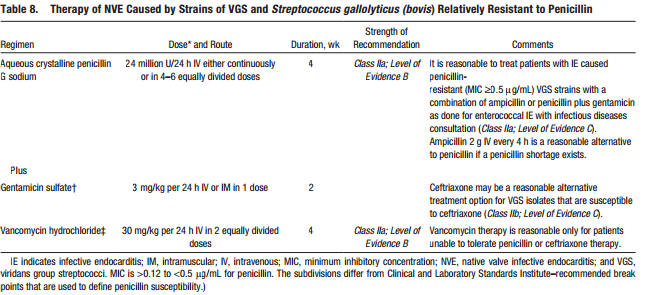 Table 8. Therapy of NVE Caused by Strains of VGS and Streptococcus gallolyticus (bovis) Relatively Resistant to Penicillin
Strength of
Regimen Dose* and Route Duration, wk Recommendation Comments
Aqueous crystalline penicillin G sodium
24 million U/24 h IV either continuously
or in 4–6 equally divided doses
4
Class IIa; Level of
Evidence B
It is reasonable to treat patients with IE caused
penicillin-
resistant (MIC ≥0.5 μg/mL) VGS strains with a
combination of ampicillin or penicillin plus gentamicin
as done for enterococcal IE with infectious diseases
consultation (Class IIa; Level of Evidence C).
Ampicillin 2 g IV every 4 h is a reasonable alternative
to penicillin if a penicillin shortage exists.
Plus
Gentamicin sulfate†
3 mg/kg per 24 h IV or IM in 1 dose
2
Ceftriaxone may be a reasonable alternative
treatment option for VGS isolates that are susceptible
to ceftriaxone (Class IIb; Level of Evidence C).
Vancomycin hydrochloride‡
30 mg/kg per 24 h IV in 2 equally divided
doses
4
Class IIa; Level of
Evidence B
Vancomycin therapy is reasonable only for patients
unable to tolerate penicillin or ceftriaxone therapy.
IE indicates infective endocarditis; IM, intramuscular; IV, intravenous; MIC, minimum inhibitory concentration; NVE, native valve infective endocarditis; and VGS,
viridans group streptococci. MIC is >0.12 to <0.5 μg/mL for penicillin. The subdivisions differ from Clinical and Laboratory Standards Institute–recommended break
points that are used to define penicillin susceptibility.)